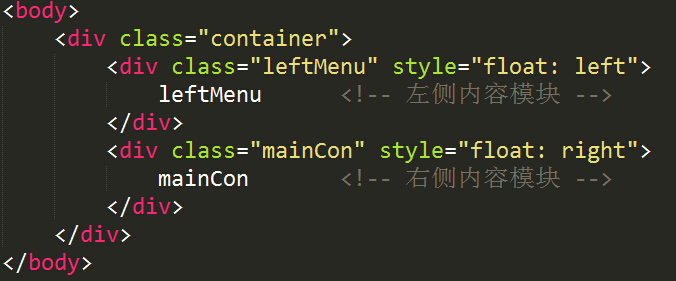 <body>
    <div class="container">
        <div class="leftMenu" style="float: left">
            leftMenu      <!-- 左侧内容模块 -->
        </div>
        <div class="mainCon" style="float: right">
            mainCon       <!-- 右侧内容模块 -->
        </div>
    </div>
</body>